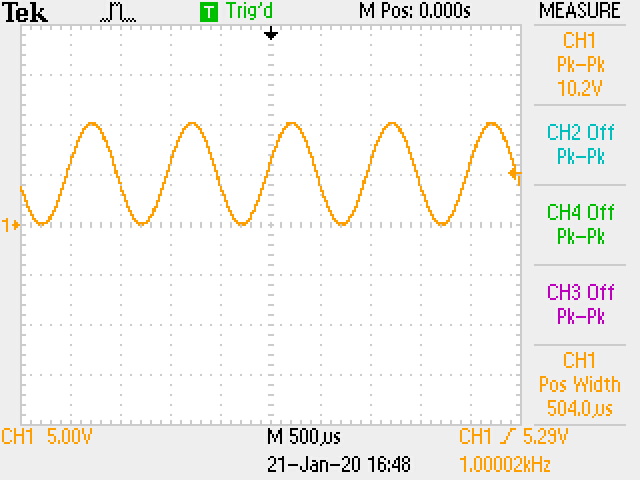 Tek T Trig'd M Pos: 0.000s MEASURE
CH1
Pk-Pk
10.2V
CH2 Off
Pk-Pk
CH4 Off
Pk-Pk
CH3 Off
Pk-Pk
CH1
Pos Width
504.0µs
1
CH1 5.00V M 500µs CH1 5.29V
21-Jan-20 16:48 1.00002kHz